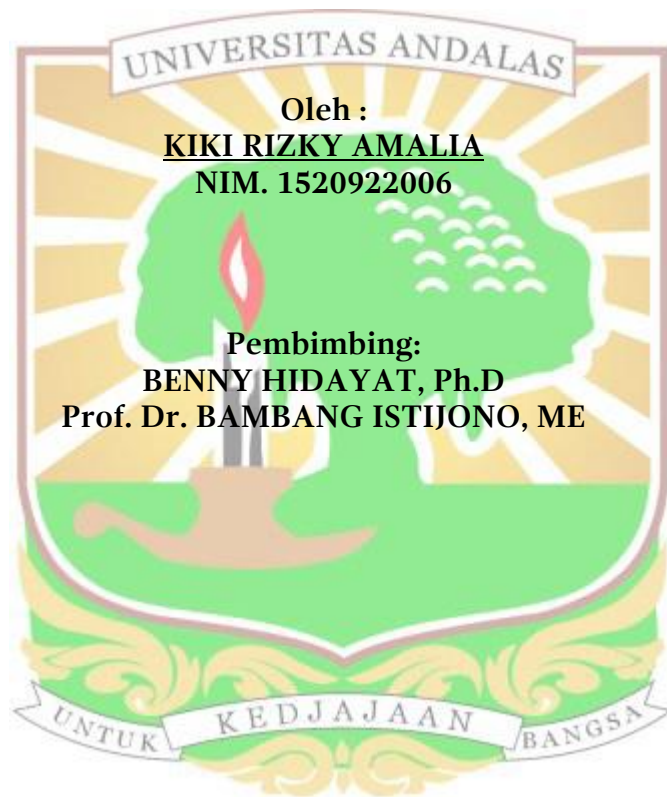 UNIVERSITAS ANDALAS
Oleh :
KIKI RIZKY AMALIA
NIM. 1520922006
Pembimbing:
BENNY HIDAYAT, Ph.D
Prof. Dr. BAMBANG ISTIJONO, ME
UNTUK KEDJAJAAN BANGSA